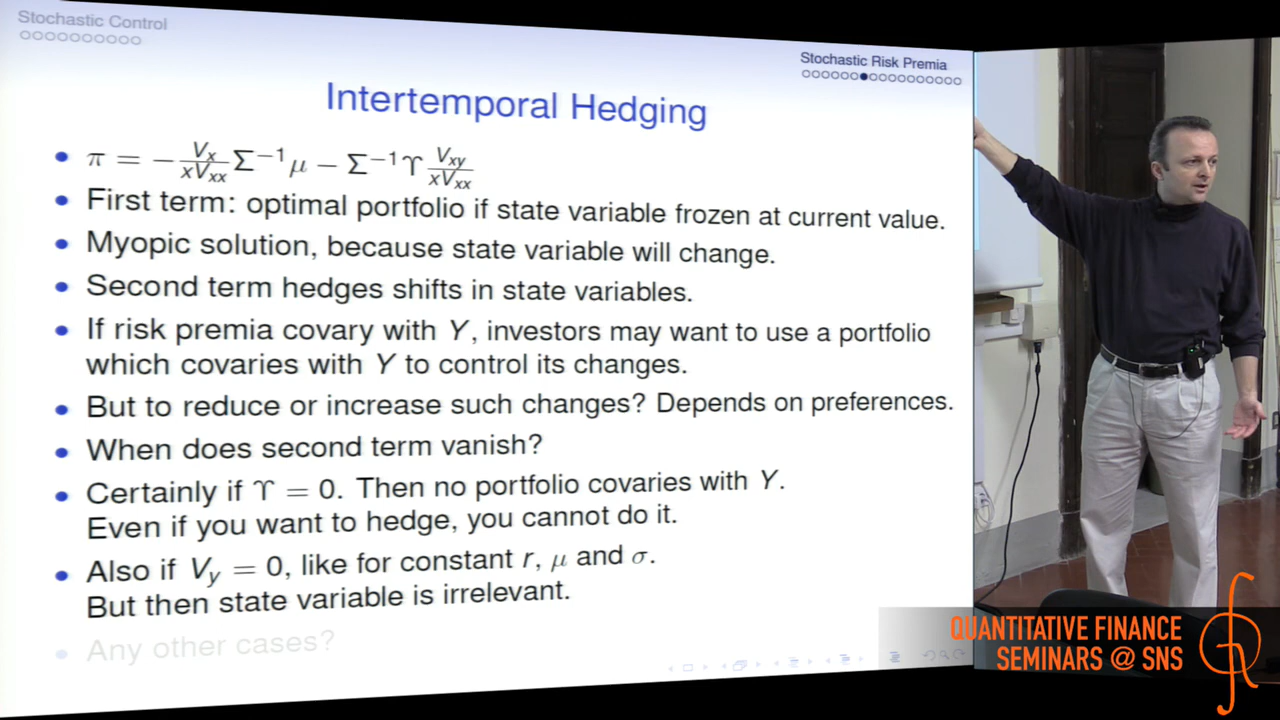 Stochastic Control
Stochastic Risk Premia
Intertemporal Hedging
• π = − V_x / xV_xx Σ⁻¹μ − Σ⁻¹Υ V_xy / xV_xx
• First term: optimal portfolio if state variable frozen at current value.
• Myopic solution, because state variable will change.
• Second term hedges shifts in state variables.
• If risk premia covary with Y, investors may want to use a portfolio
which covaries with Y to control its changes.
• But to reduce or increase such changes? Depends on preferences.
• When does second term vanish?
• Certainly if Υ = 0. Then no portfolio covaries with Y.
Even if you want to hedge, you cannot do it.
• Also if V_y = 0, like for constant r, μ and σ.
But then state variable is irrelevant.
• Any other cases?
QUANTITATIVE FINANCE
SEMINARS @ SNS